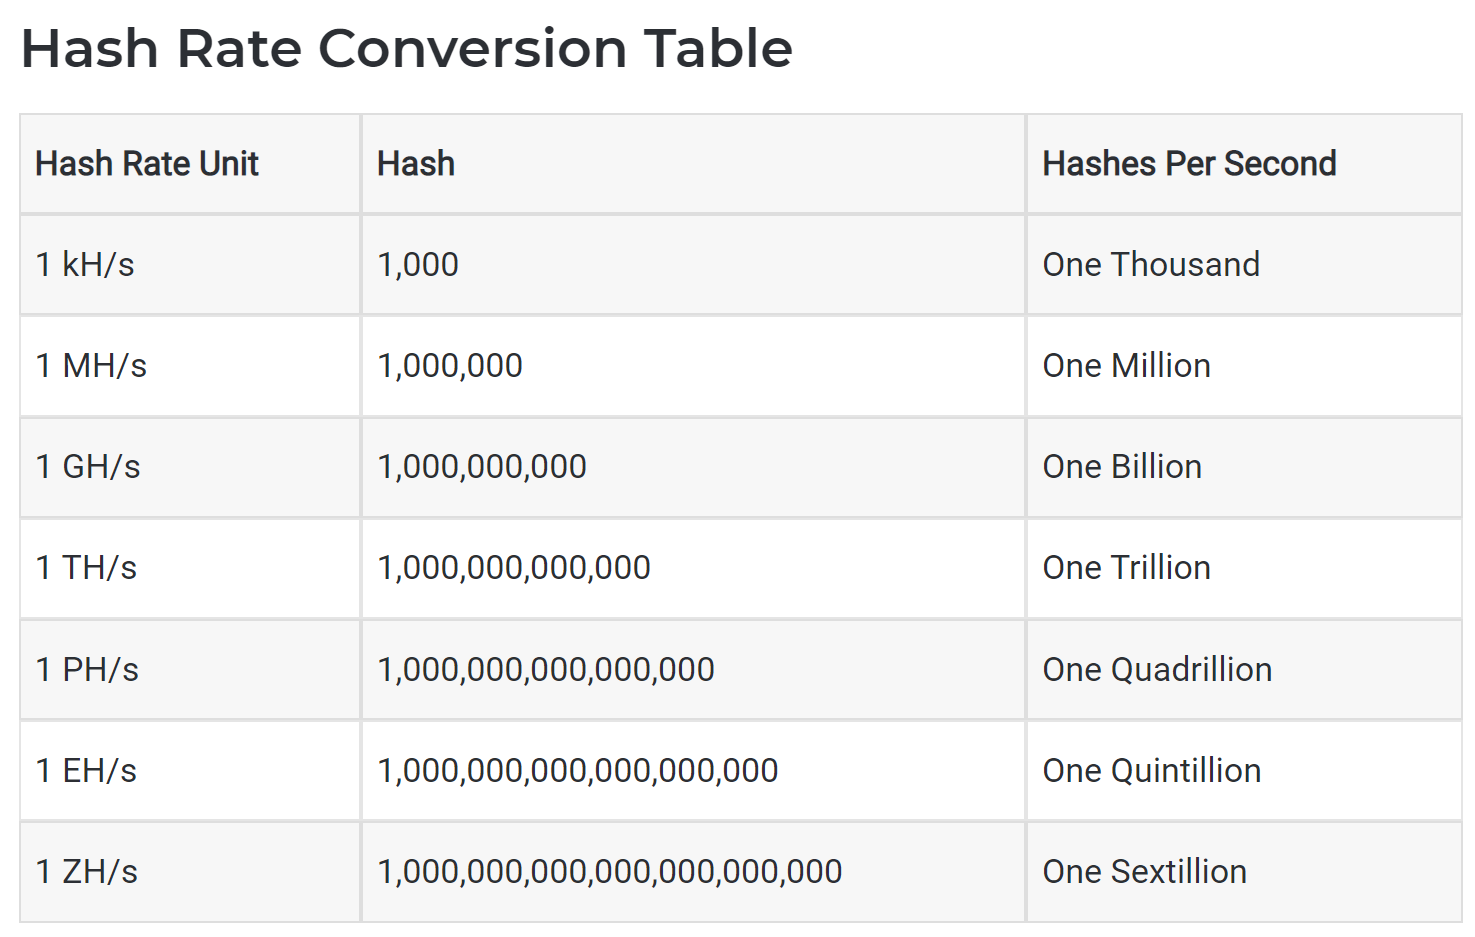 Hash Rate Conversion Table
Hash Rate Unit Hash Hashes Per Second
1 kH/s 1,000 One Thousand
1 MH/s 1,000,000 One Million
1 GH/s 1,000,000,000 One Billion
1 TH/s 1,000,000,000,000 One Trillion
1 PH/s 1,000,000,000,000,000 One Quadrillion
1 EH/s 1,000,000,000,000,000,000 One Quintillion
1 ZH/s 1,000,000,000,000,000,000,000 One Sextillion